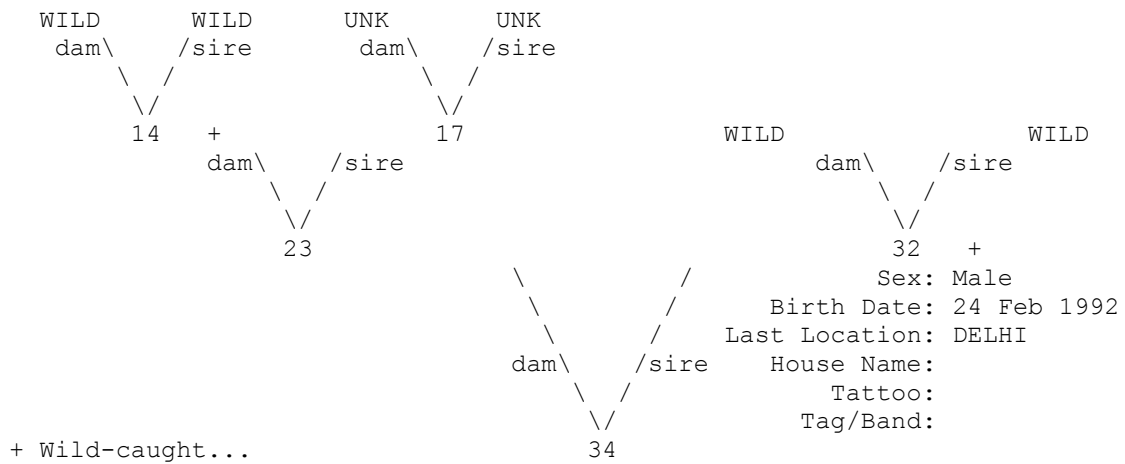 WILD WILD UNK UNK
dam\ /sire dam\ /sire
\ / \ /
\/ \/
14 + 17 WILD WILD
dam\ /sire dam\ /sire
\ / \ /
\/ \/
23 32 +
\ / Sex: Male
\ / Birth Date: 24 Feb 1992
\ / Last Location: DELHI
dam\ /sire House Name:
\ / Tattoo:
\/ Tag/Band:
+ Wild-caught... 34